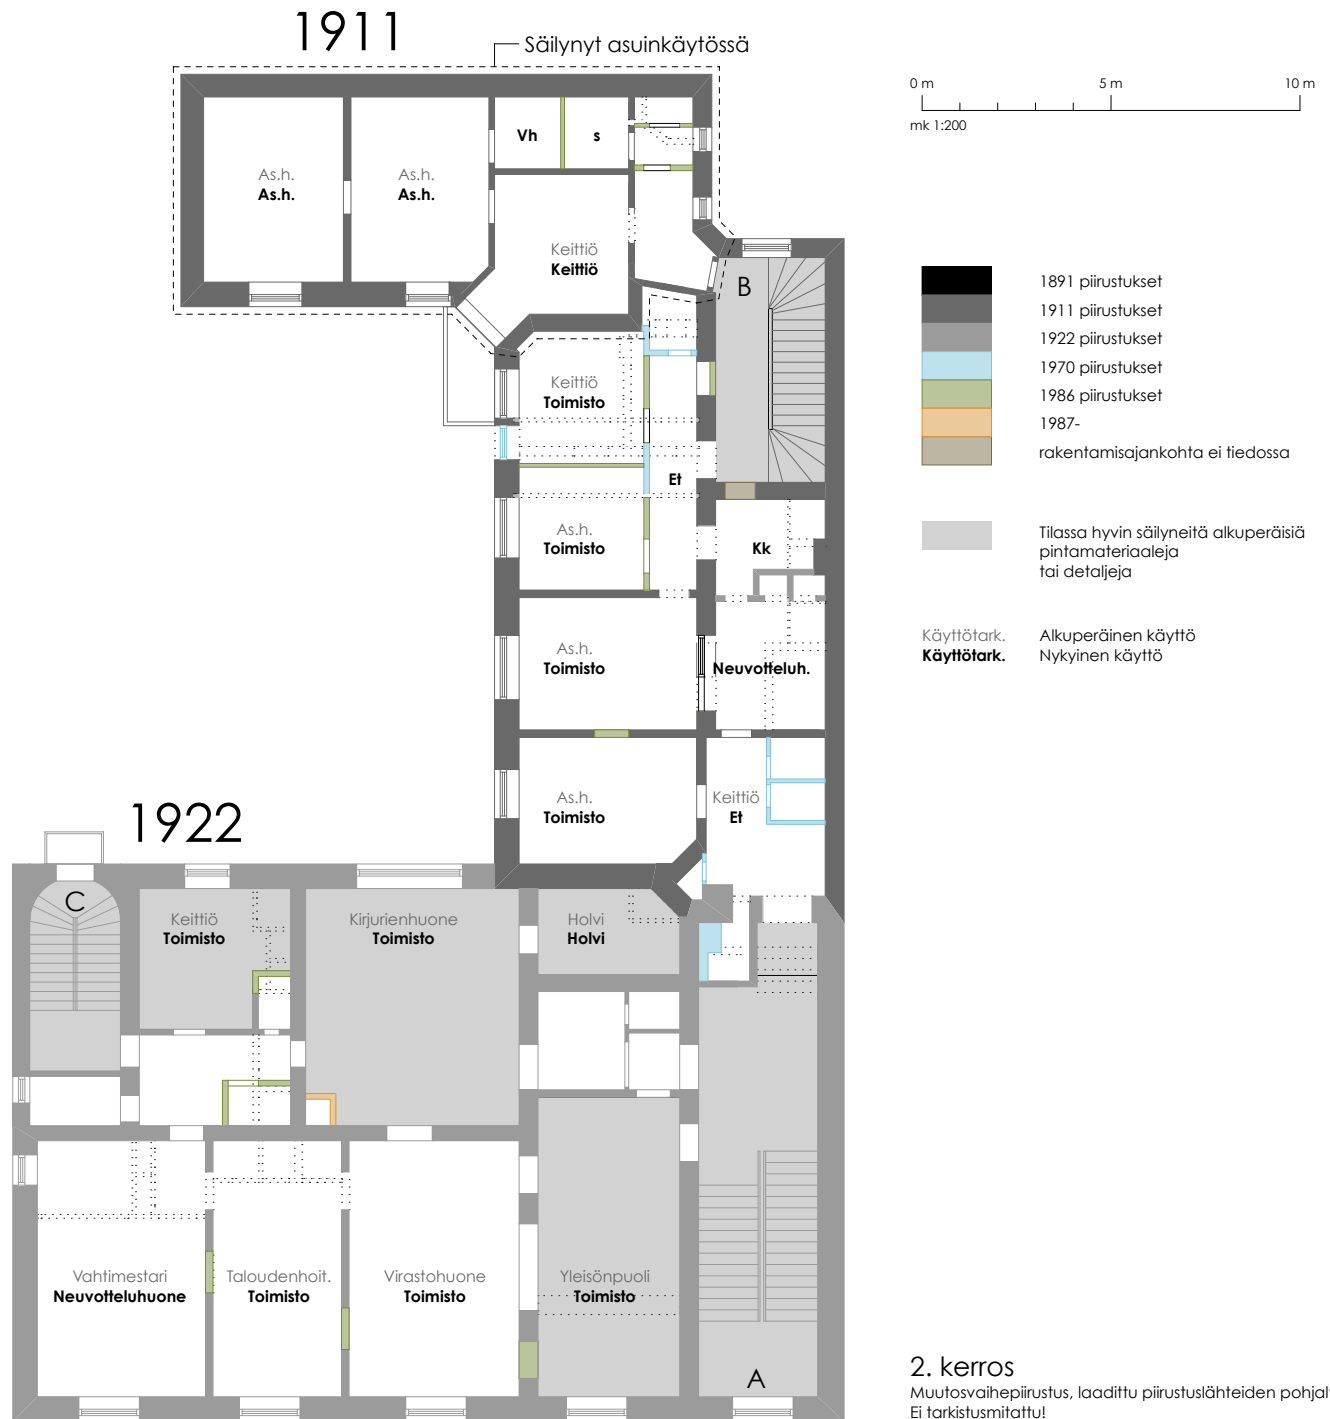 1911
Säilynyt asuinkäytössä
0 m 5 m 10 m
mk 1:200
Vh
s
As.h.
As.h.
As.h.
As.h.
Keittiö
Keittiö
B
1891 piirustukset
1911 piirustukset
1922 piirustukset
1970 piirustukset
1986 piirustukset
1987-
rakentamisajankohta ei tiedossa
Keittiö
Toimisto
Et
As.h.
Toimisto
Kk
Tilassa hyvin säilyneitä alkuperäisiä
pintamateriaaleja
tai detaljeja
Käyttötark. Alkuperäinen käyttö
Käyttötark. Nykyinen käyttö
As.h.
Toimisto
Neuvotteluh.
As.h.
Toimisto
Keittiö
Et
1922
C
Keittiö
Toimisto
Kirjurienhuone
Toimisto
Holvi
Holvi
Vahtimestari
Neuvotteluhuone
Taloudenhoit.
Toimisto
Virastohuone
Toimisto
Yleisönpuoli
Toimisto
A
2. kerros
Muutosvaihepiirustus, laadittu piirustuslähteiden pohjal
Ei tarkistusmitattu!